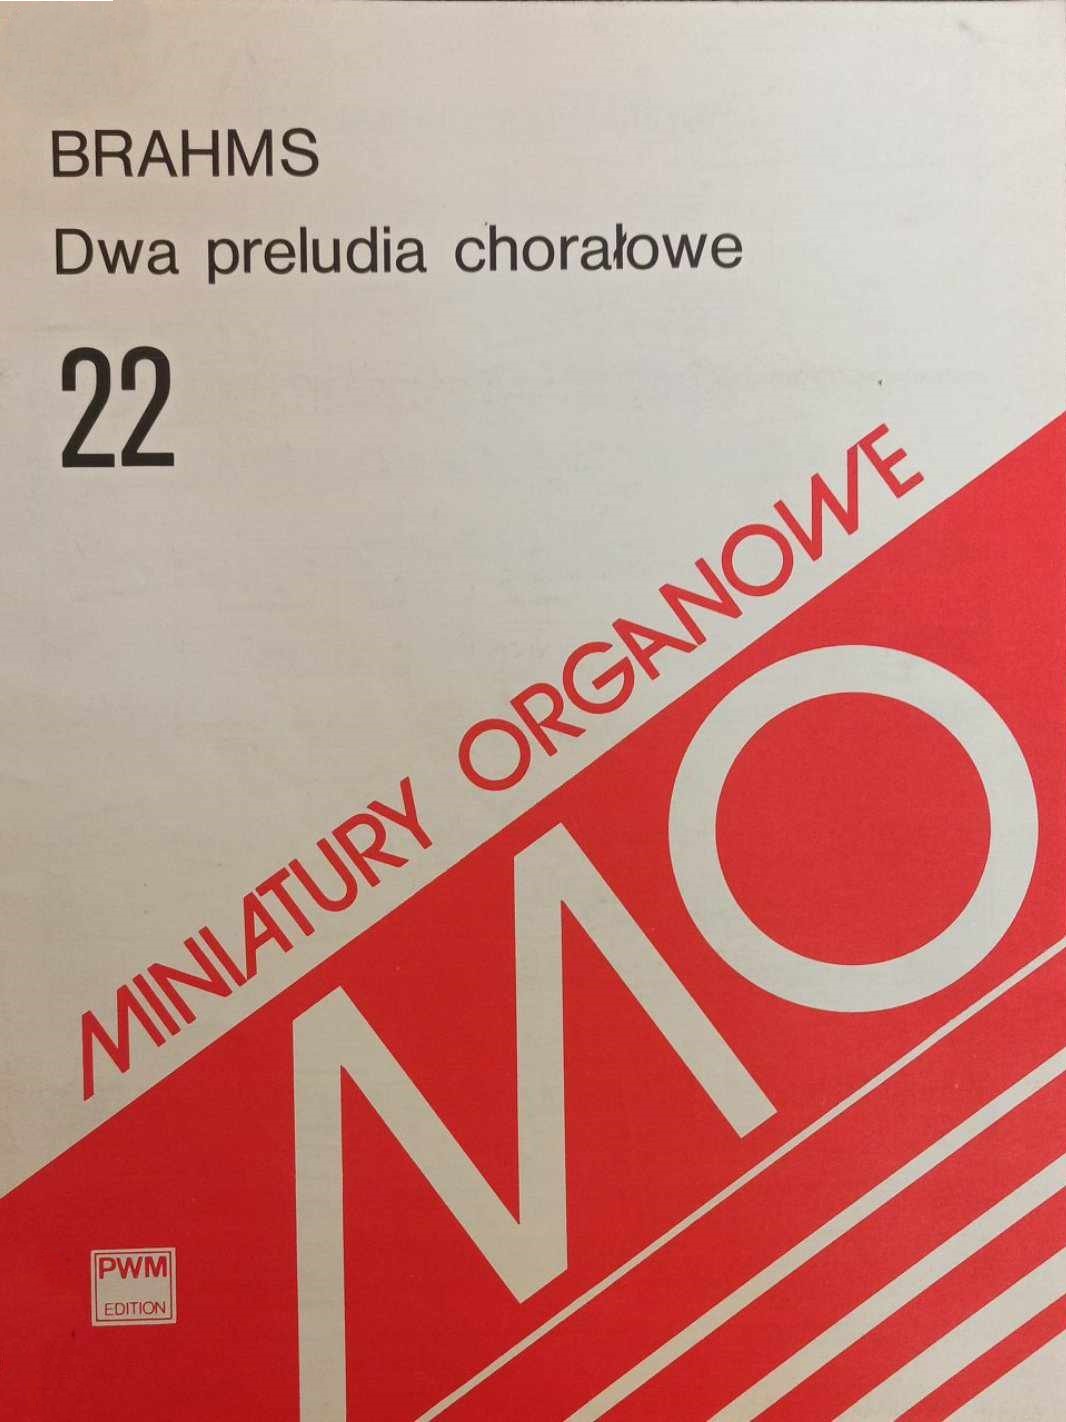 BRAHMS
Dwa preludia chorałowe
22
MINIATURY ORGANOWE
MO
PWM
EDITION